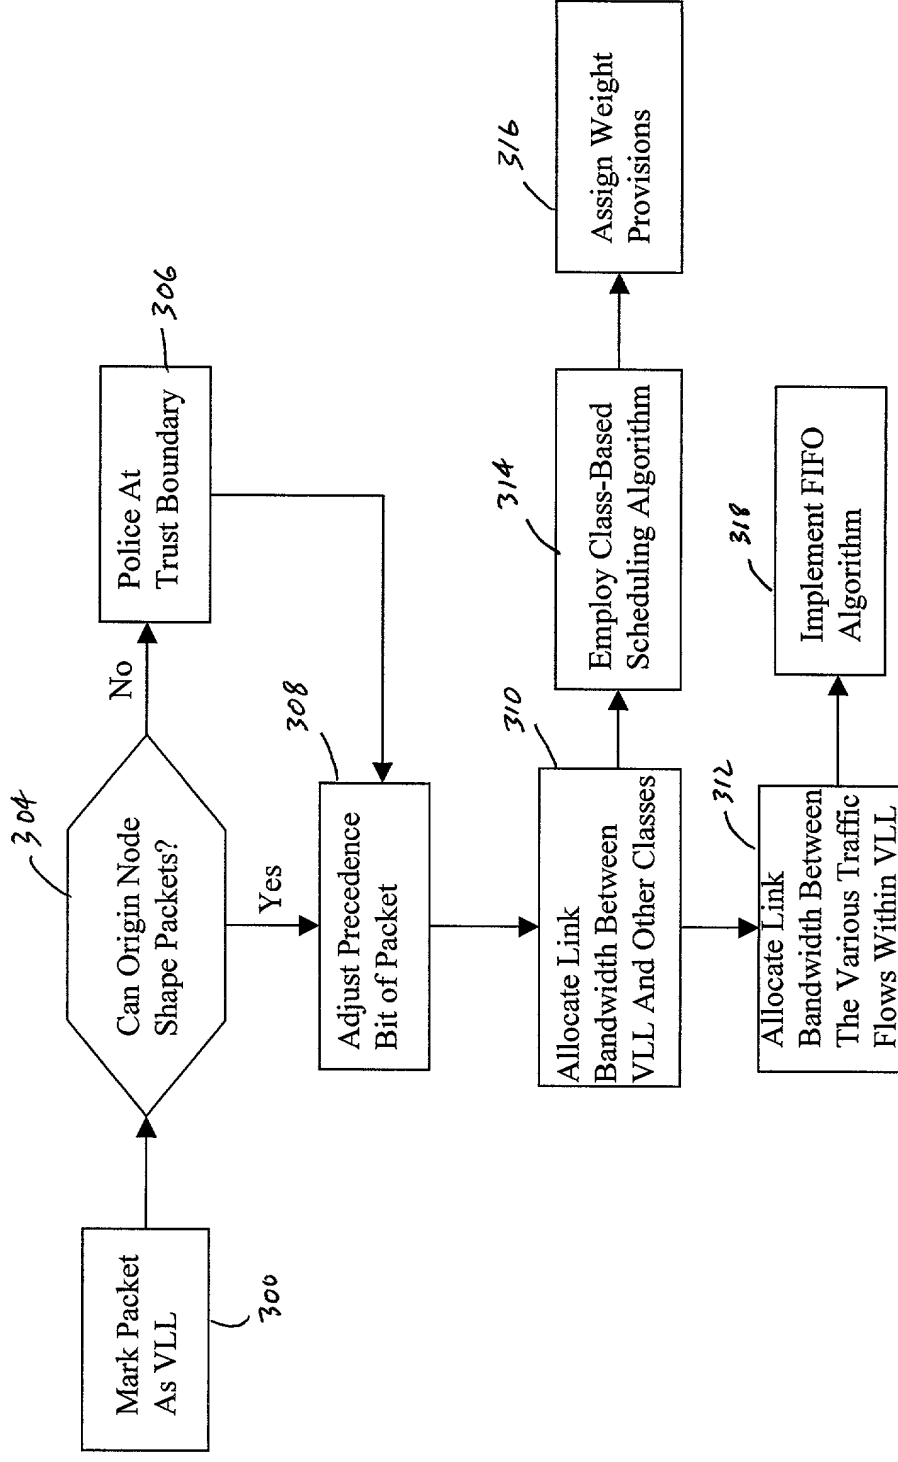 Mark Packet
As VLL
300
Can Origin Node
Shape Packets?
304
No
Police At
Trust Boundary
306
Yes
Adjust Precedence
Bit of Packet
308
Allocate Link
Bandwidth Between
VLL And Other Classes
310
Employ Class-Based
Scheduling Algorithm
314
Assign Weight
Provisions
316
Allocate Link
Bandwidth Between
The Various Traffic
Flows Within VLL
312
Implement FIFO
Algorithm
318